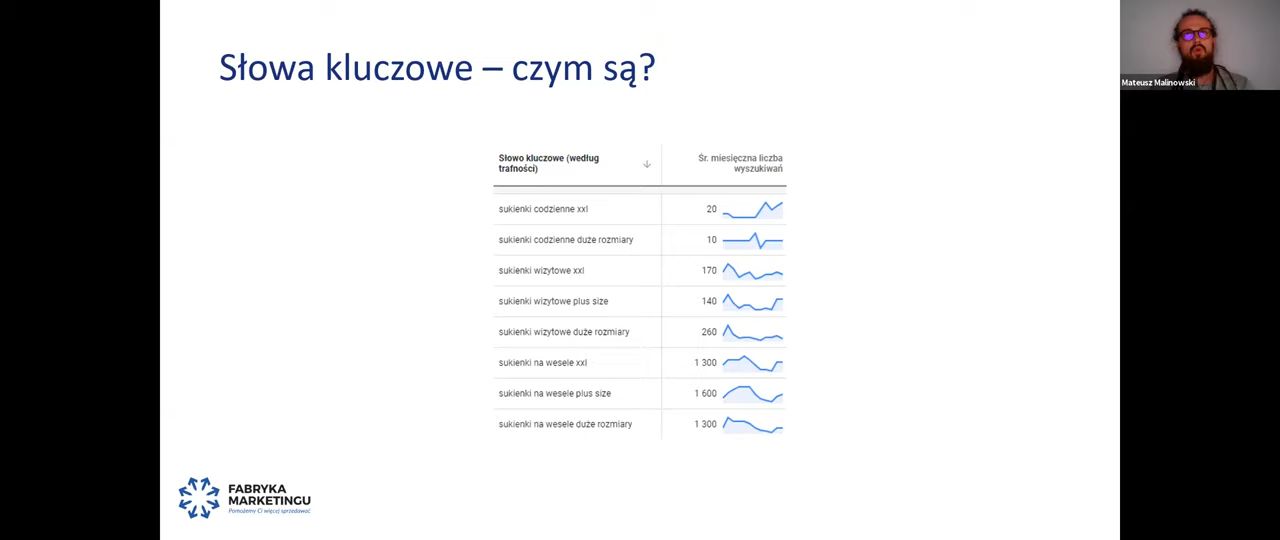 Słowa kluczowe – czym są?
Mateusz Malinowski
Słowo kluczowe (według
trafności)
Śr. miesięczna liczba
wyszukiwań
sukienki codzienne xxl 20
sukienki codzienne duże rozmiary 10
sukienki wizytowe xxl 170
sukienki wizytowe plus size 140
sukienki wizytowe duże rozmiary 260
sukienki na wesele xxl 1 300
sukienki na wesele plus size 1 600
sukienki na wesele duże rozmiary 1 300
FABRYKA
MARKETINGU
Pomożemy Ci więcej sprzedawać